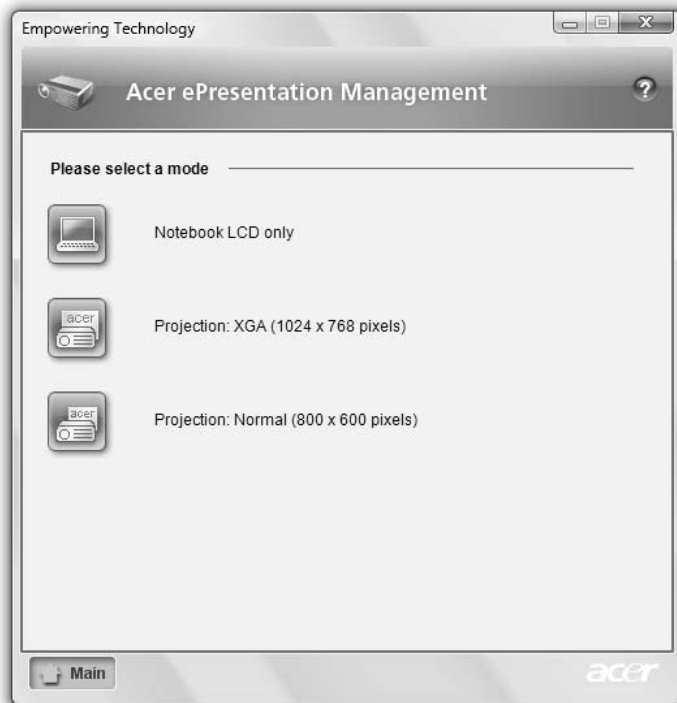 Empowering Technology
Acer ePresentation Management
?
Please select a mode
Notebook LCD only
acer
Projection: XGA (1024 x 768 pixels)
acer
Projection: Normal (800 x 600 pixels)
Main
acer